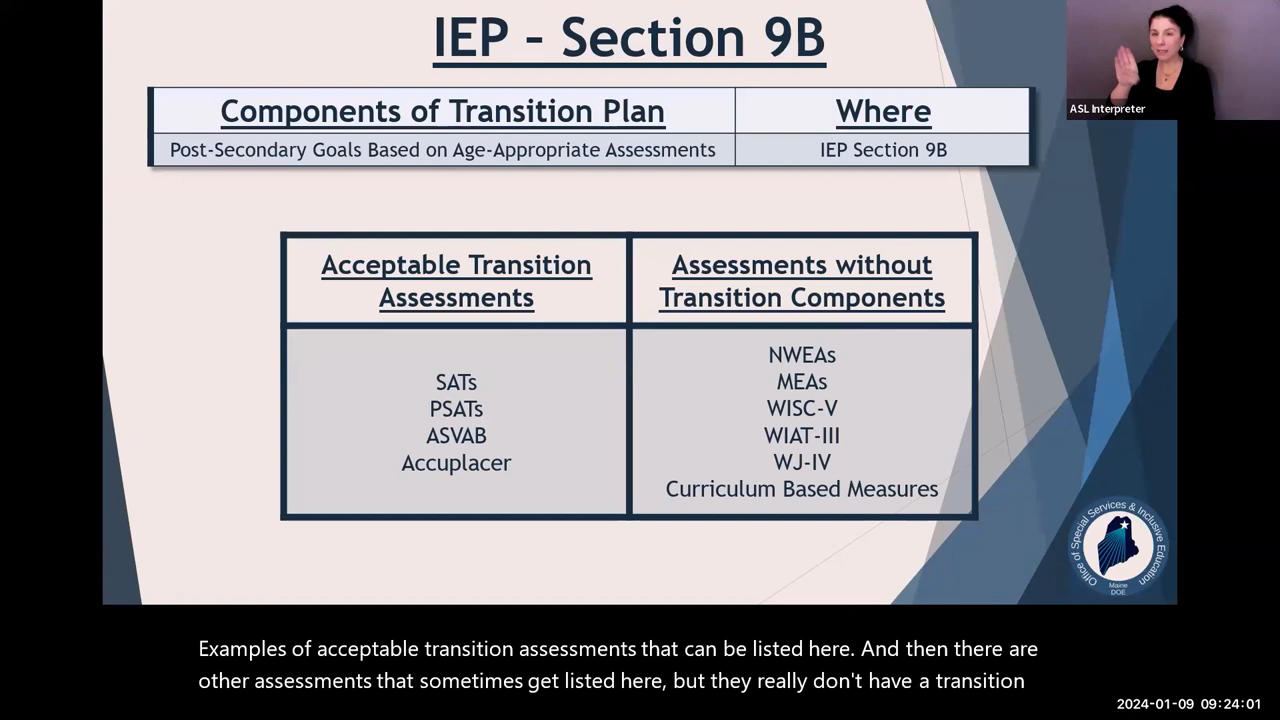 IEP – Section 9B
Components of Transition Plan
Where
Post-Secondary Goals Based on Age-Appropriate Assessments
IEP Section 9B
ASL Interpreter
Acceptable Transition
Assessments
Assessments without
Transition Components
SATs
PSATs
ASVAB
Accuplacer
NWEAs
MEAs
WISC-V
WIAT-III
WJ-IV
Curriculum Based Measures
Office of Special Services & Inclusive Education
Maine
DOE
Examples of acceptable transition assessments that can be listed here. And then there are
other assessments that sometimes get listed here, but they really don't have a transition
2024-01-09 09:24:01